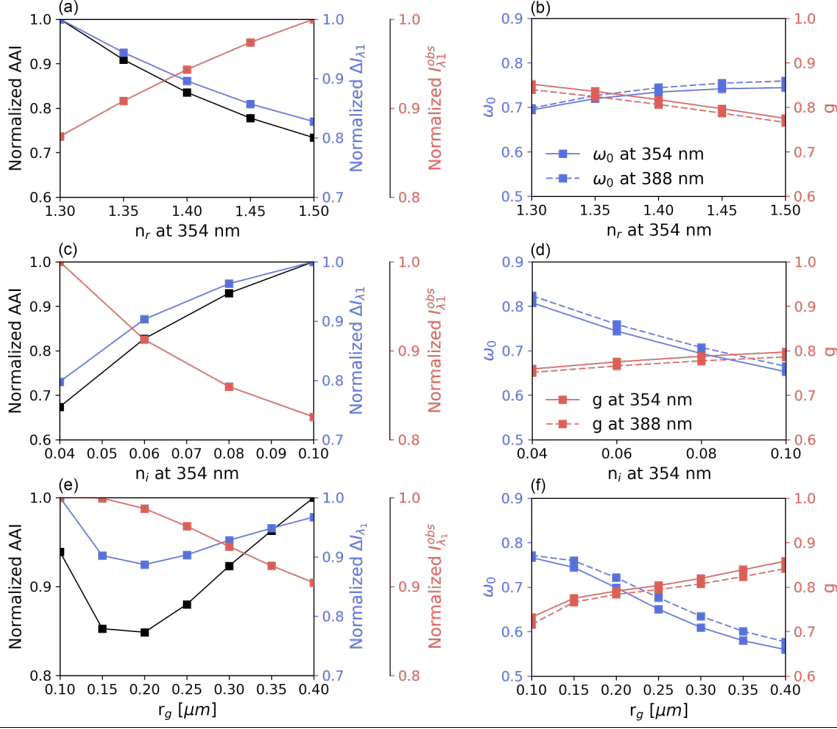 (a)
Normalized AAI
1.0
0.9
0.8
0.7
0.6
1.30 1.35 1.40 1.45 1.50
n_r at 354 nm
1.0
0.9
0.8
0.7
Normalized ΔI_λ1
1.0
0.9
0.8
Normalized I_λ1^obs
(b)
ω_0
0.9
0.8
0.7
0.6
0.5
ω_0 at 354 nm
ω_0 at 388 nm
1.30 1.35 1.40 1.45 1.50
n_r at 354 nm
1.0
0.9
0.8
0.7
0.6
g
(c)
Normalized AAI
1.0
0.9
0.8
0.7
0.6
0.04 0.05 0.06 0.07 0.08 0.09 0.10
n_i at 354 nm
1.0
0.9
0.8
0.7
Normalized ΔI_λ1
1.0
0.9
0.8
Normalized I_λ1^obs
(d)
ω_0
0.9
0.8
0.7
0.6
0.5
g at 354 nm
g at 388 nm
0.04 0.06 0.08 0.10
n_i at 354 nm
1.0
0.9
0.8
0.7
0.6
g
(e)
Normalized AAI
1.0
0.9
0.8
0.10 0.15 0.20 0.25 0.30 0.35 0.40
r_g [μm]
1.0
0.9
0.8
0.7
Normalized ΔI_λ1
1.0
0.9
0.8
Normalized I_λ1^obs
(f)
ω_0
0.9
0.8
0.7
0.6
0.5
0.10 0.15 0.20 0.25 0.30 0.35 0.40
r_g [μm]
1.0
0.9
0.8
0.7
0.6
g